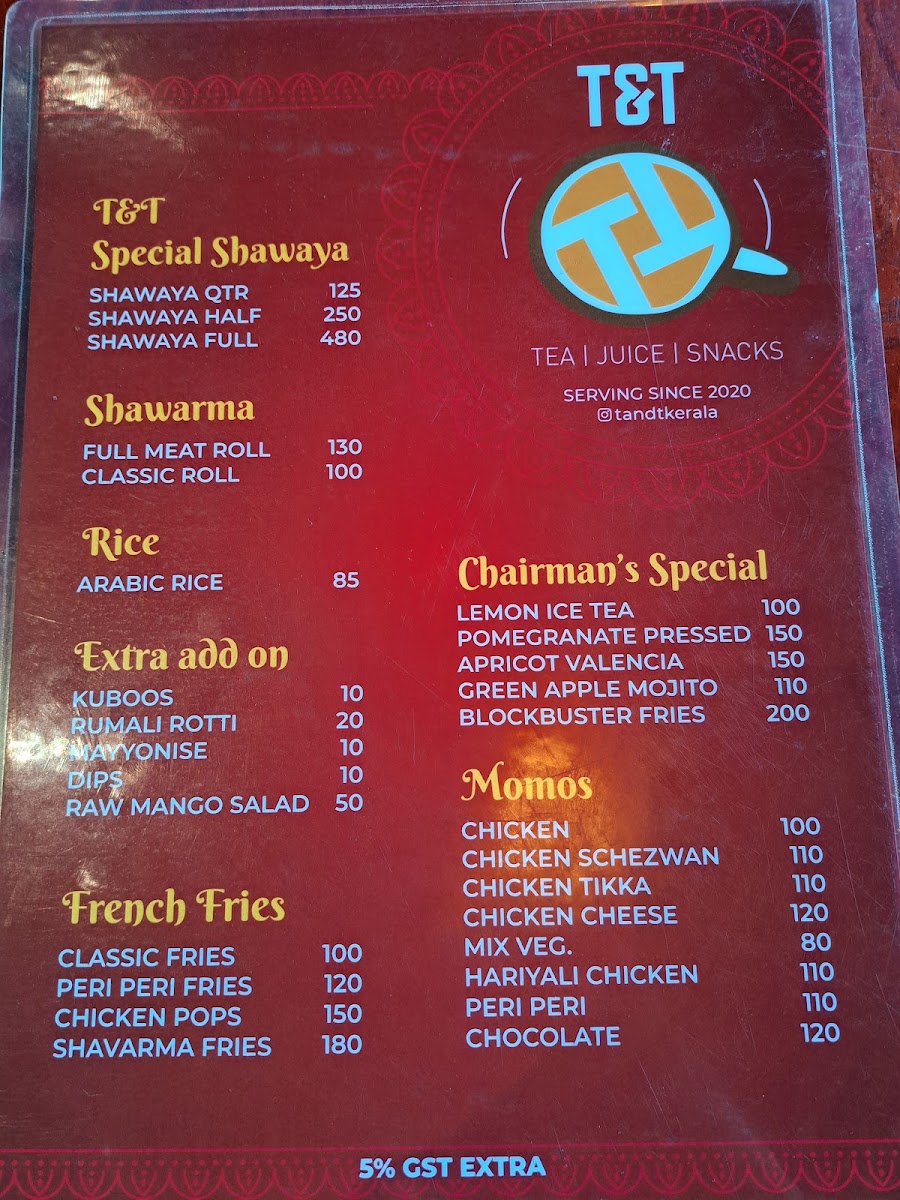 T&T
TEA | JUICE | SNACKS
SERVING SINCE 2020
tandtkerala
T&T
Special Shawaya
SHAWAYA QTR 125
SHAWAYA HALF 250
SHAWAYA FULL 480
Shawarma
FULL MEAT ROLL 130
CLASSIC ROLL 100
Rice
ARABIC RICE 85
Extra add on
KUBOOS 10
RUMALI ROTTI 20
MAYYONISE 10
DIPS 10
RAW MANGO SALAD 50
French Fries
CLASSIC FRIES 100
PERI PERI FRIES 120
CHICKEN POPS 150
SHAVARMA FRIES 180
Chairman's Special
LEMON ICE TEA 100
POMEGRANATE PRESSED 150
APRICOT VALENCIA 150
GREEN APPLE MOJITO 110
BLOCKBUSTER FRIES 200
Momos
CHICKEN 100
CHICKEN SCHEZWAN 110
CHICKEN TIKKA 110
CHICKEN CHEESE 120
MIX VEG. 80
HARIYALI CHICKEN 110
PERI PERI 110
CHOCOLATE 120
5% GST EXTRA